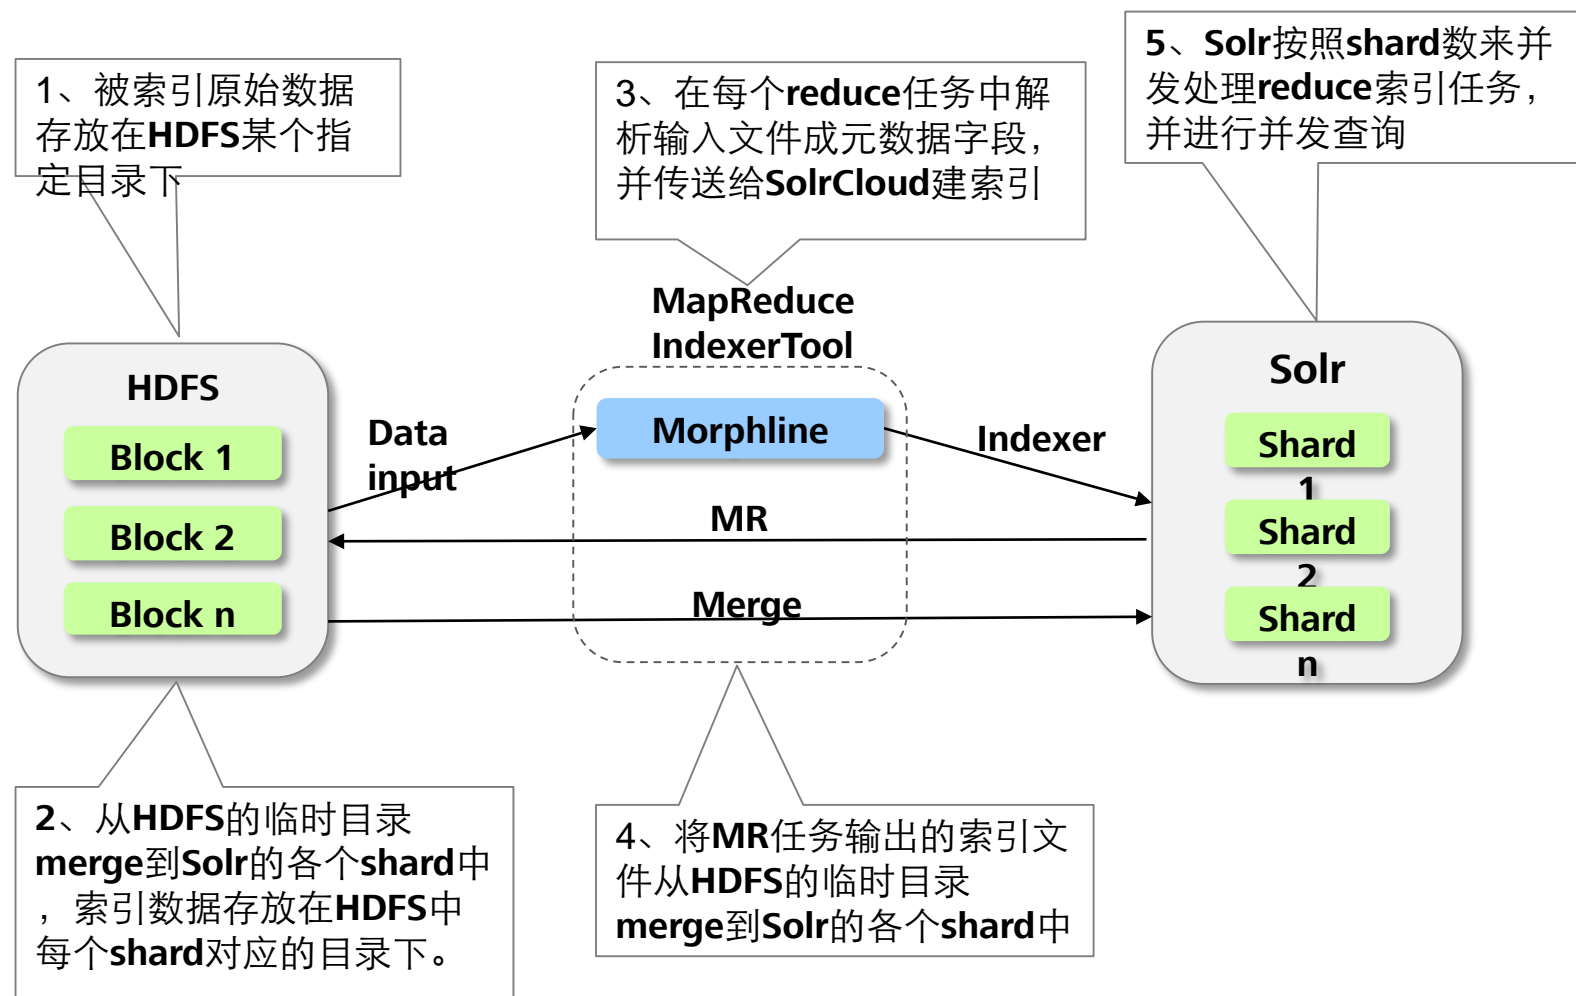 1、被索引原始数据
存放在HDFS某个指
定目录下
3、在每个reduce任务中解
析输入文件成元数据字段，
并传送给SolrCloud建索引
5、Solr按照shard数来并
发处理reduce索引任务，
并进行并发查询
MapReduce
IndexerTool
HDFS
Block 1
Block 2
Block n
Data
input
Morphline
Indexer
MR
Merge
Solr
Shard
1
Shard
2
Shard
n
2、从HDFS的临时目录
merge到Solr的各个shard中
，索引数据存放在HDFS中
每个shard对应的目录下。
4、将MR任务输出的索引文
件从HDFS的临时目录
merge到Solr的各个shard中